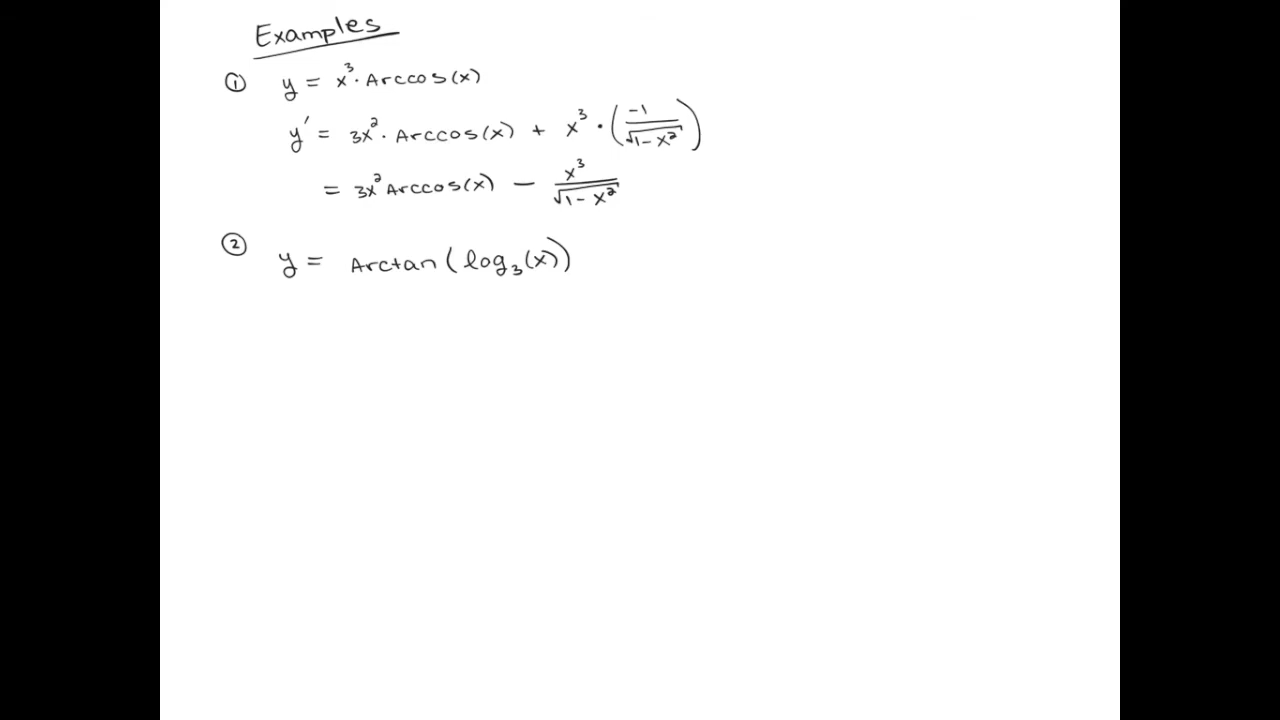 Examples
① y = x³ · Arccos(x)
y' = 3x² · Arccos(x) + x³ · (-1/√(1-x²))
= 3x² Arccos(x) - x³/√(1-x²)
② y = Arctan(log₃(x))